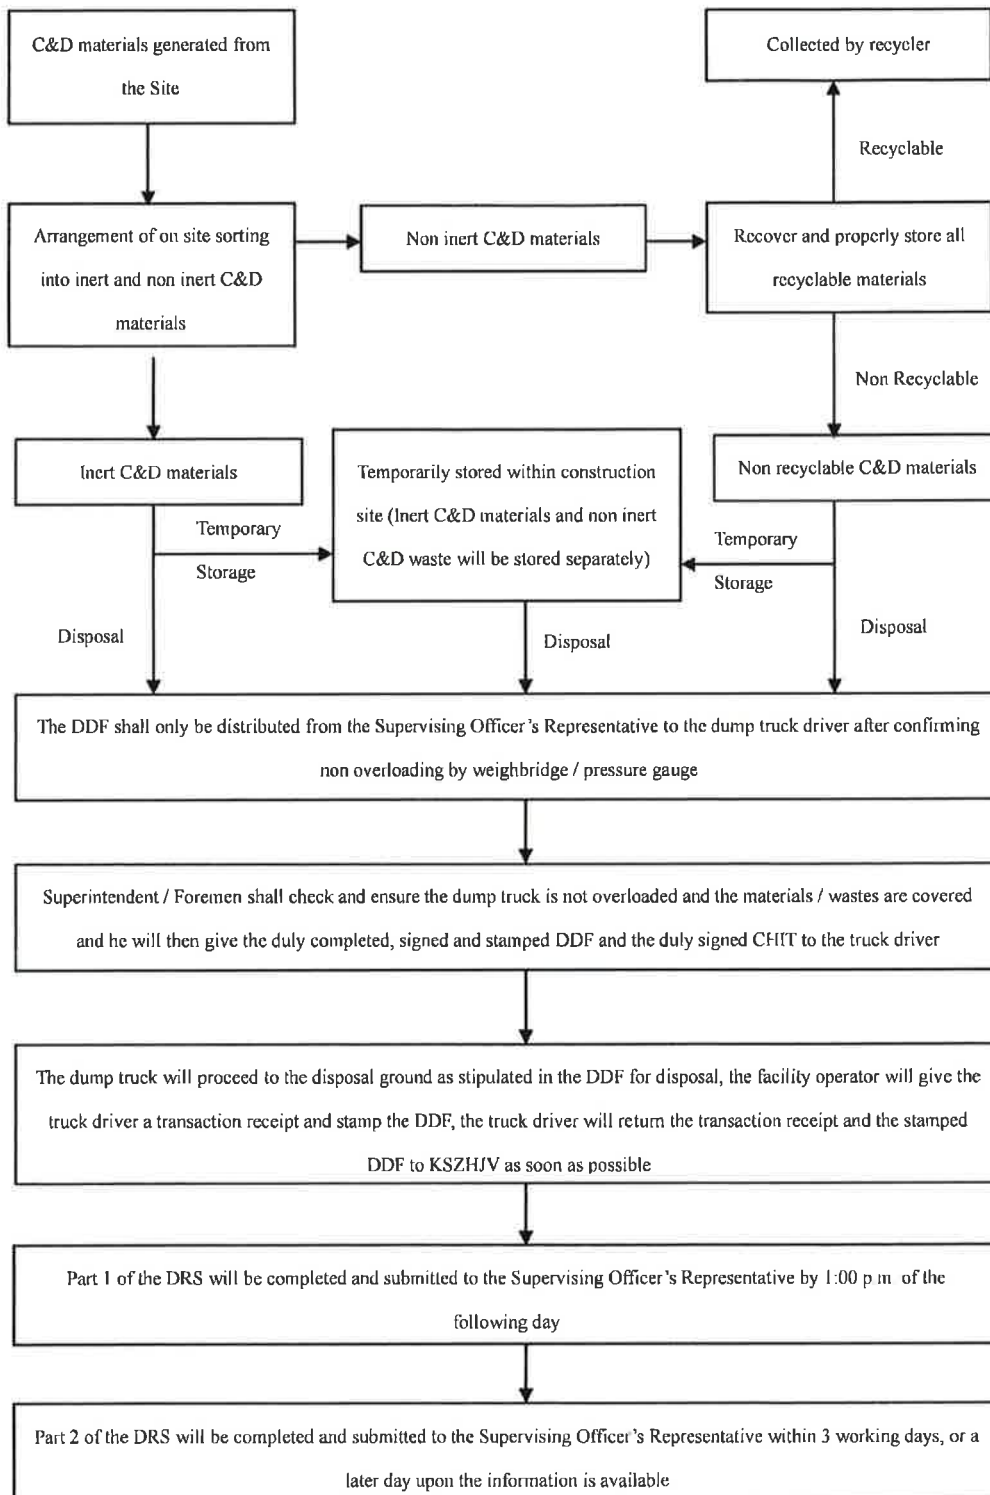 C&D materials generated from
the Site
Collected by recycler
Recyclable
Arrangement of on site sorting
into inert and non inert C&D
materials
Non inert C&D materials
Recover and properly store all
recyclable materials
Non Recyclable
Inert C&D materials
Temporarily stored within construction
site (Inert C&D materials and non inert
C&D waste will be stored separately)
Non recyclable C&D materials
Temporary
Storage
Temporary
Storage
Disposal
Disposal
Disposal
The DDF shall only be distributed from the Supervising Officer's Representative to the dump truck driver after confirming
non overloading by weighbridge / pressure gauge
Superintendent / Foremen shall check and ensure the dump truck is not overloaded and the materials / wastes are covered
and he will then give the duly completed, signed and stamped DDF and the duly signed CHIT to the truck driver
The dump truck will proceed to the disposal ground as stipulated in the DDF for disposal, the facility operator will give the
truck driver a transaction receipt and stamp the DDF, the truck driver will return the transaction receipt and the stamped
DDF to KSZHJV as soon as possible
Part 1 of the DRS will be completed and submitted to the Supervising Officer's Representative by 1:00 p m of the
following day
Part 2 of the DRS will be completed and submitted to the Supervising Officer's Representative within 3 working days, or a
later day upon the information is available